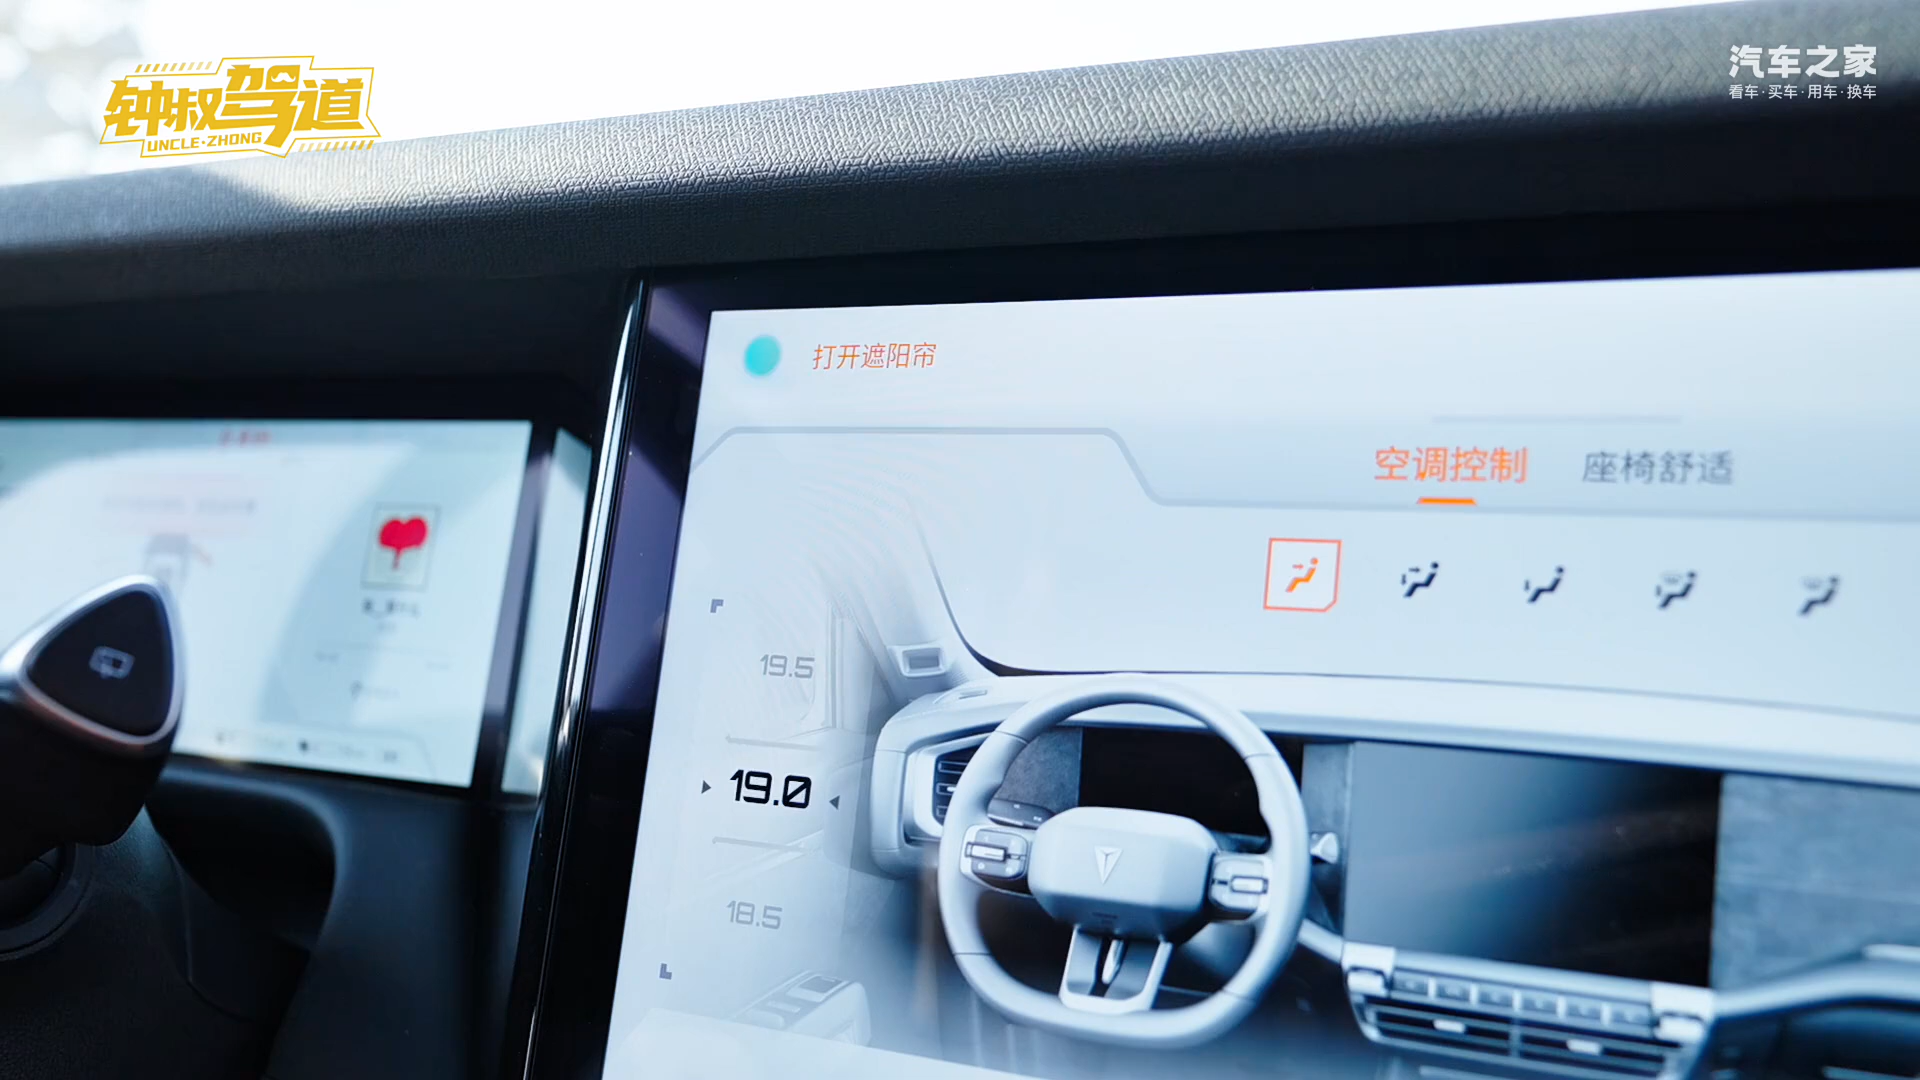 钟叔驾道
UNCLE·ZHONG
汽车之家
看车·买车·用车·换车
打开遮阳帘
空调控制 座椅舒适
19.5
19.0
18.5